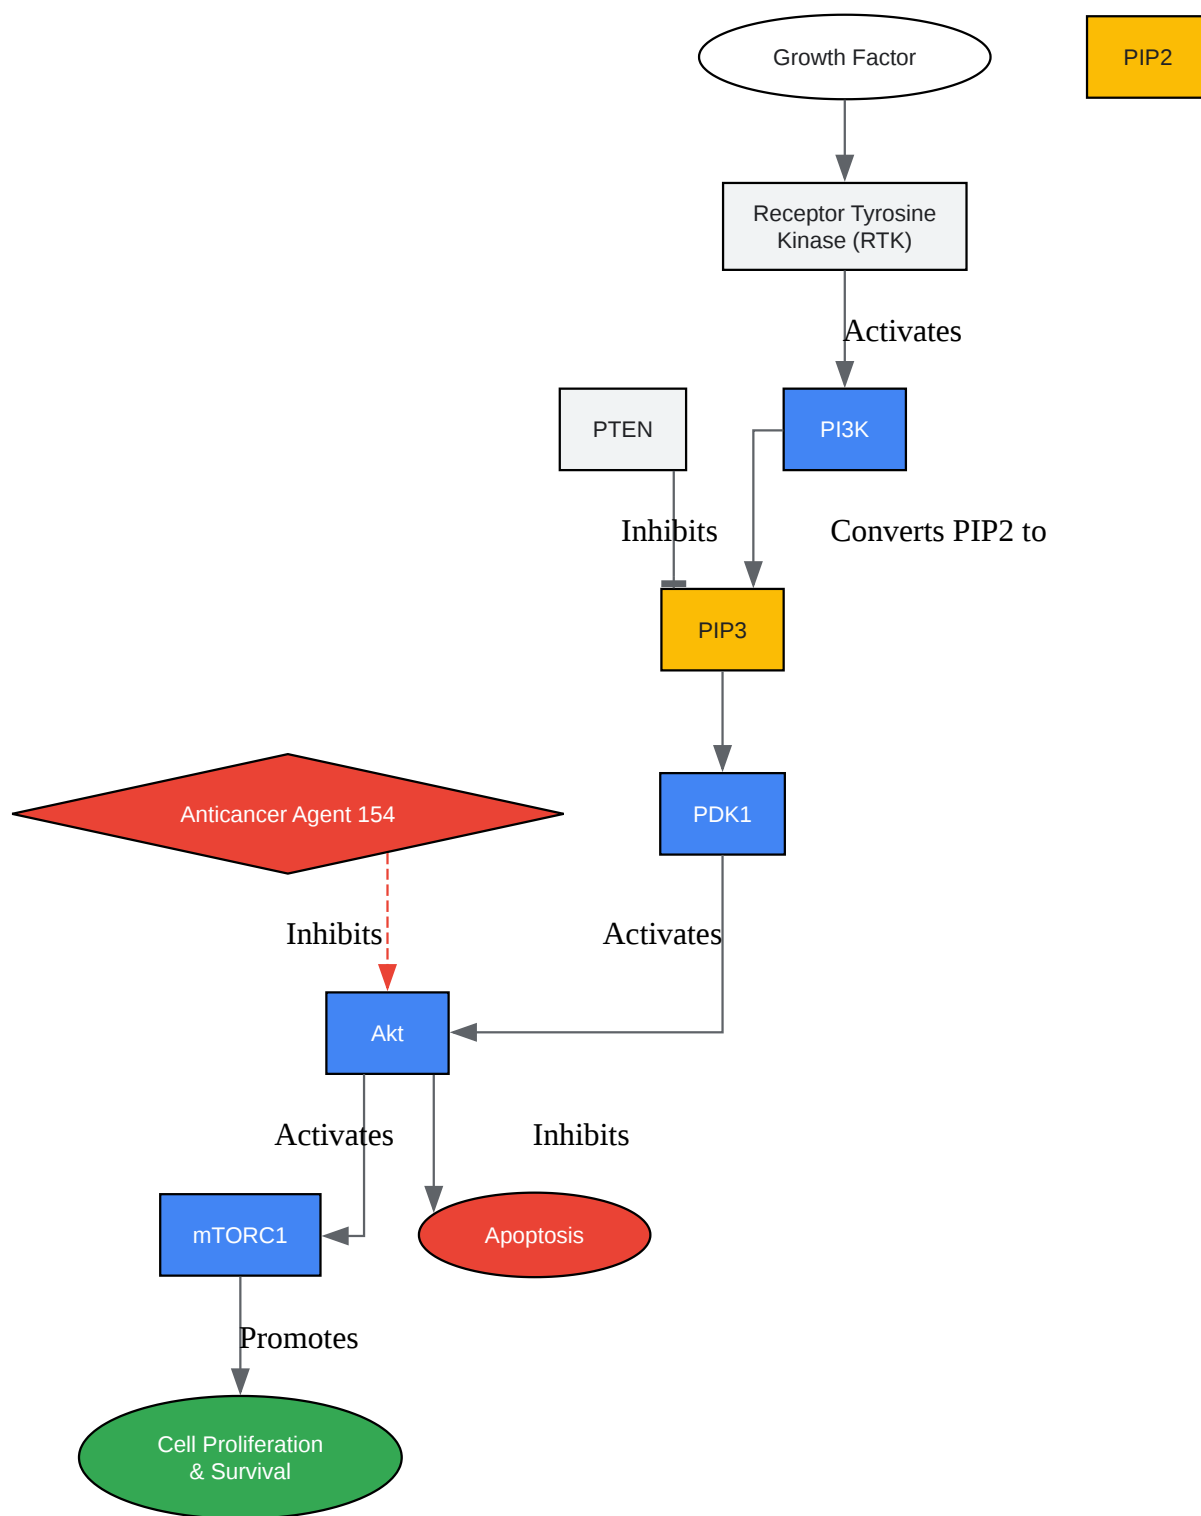 Growth Factor
PIP2
Receptor Tyrosine
Kinase (RTK)
Activates
PTEN
PI3K
Inhibits
Converts PIP2 to
PIP3
Anticancer Agent 154
PDK1
Inhibits
Activates
Akt
Activates
Inhibits
mTORC1
Apoptosis
Promotes
Cell Proliferation
& Survival